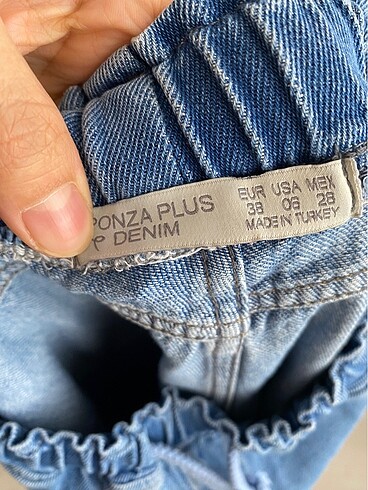 PONZA PLUS
DENIM
EUR USA MEX
38 06 28
MADE IN TURKEY